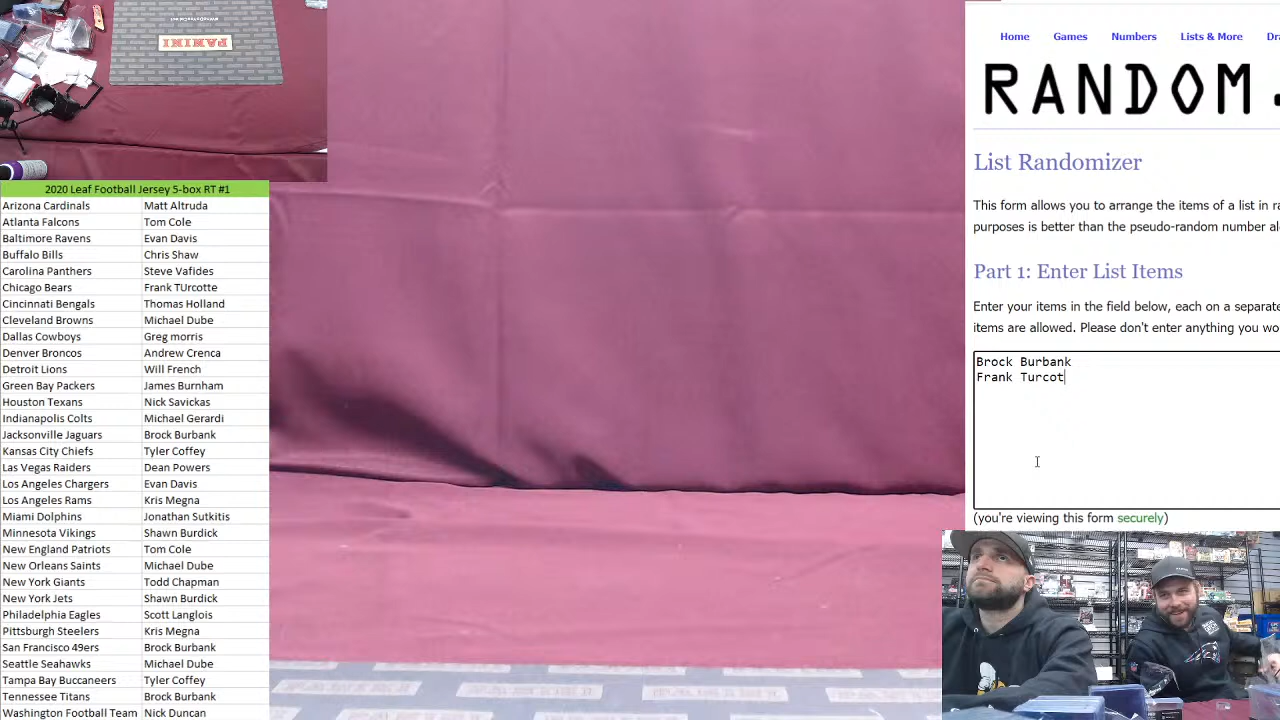 PANINI
2020 Leaf Football Jersey 5-box RT #1
Arizona Cardinals Matt Altruda
Atlanta Falcons Tom Cole
Baltimore Ravens Evan Davis
Buffalo Bills Chris Shaw
Carolina Panthers Steve Vafides
Chicago Bears Frank TUrcotte
Cincinnati Bengals Thomas Holland
Cleveland Browns Michael Dube
Dallas Cowboys Greg morris
Denver Broncos Andrew Crenca
Detroit Lions Will French
Green Bay Packers James Burnham
Houston Texans Nick Savickas
Indianapolis Colts Michael Gerardi
Jacksonville Jaguars Brock Burbank
Kansas City Chiefs Tyler Coffey
Las Vegas Raiders Dean Powers
Los Angeles Chargers Evan Davis
Los Angeles Rams Kris Megna
Miami Dolphins Jonathan Sutkitis
Minnesota Vikings Shawn Burdick
New England Patriots Tom Cole
New Orleans Saints Michael Dube
New York Giants Todd Chapman
New York Jets Shawn Burdick
Philadelphia Eagles Scott Langlois
Pittsburgh Steelers Kris Megna
San Francisco 49ers Brock Burbank
Seattle Seahawks Michael Dube
Tampa Bay Buccaneers Tyler Coffey
Tennessee Titans Brock Burbank
Washington Football Team Nick Duncan
Home Games Numbers Lists & More Dra
RANDOM.
List Randomizer
This form allows you to arrange the items of a list in ra
purposes is better than the pseudo-random number al
Part 1: Enter List Items
Enter your items in the field below, each on a separate
items are allowed. Please don't enter anything you wo
Brock Burbank
Frank Turcot
(you're viewing this form securely)